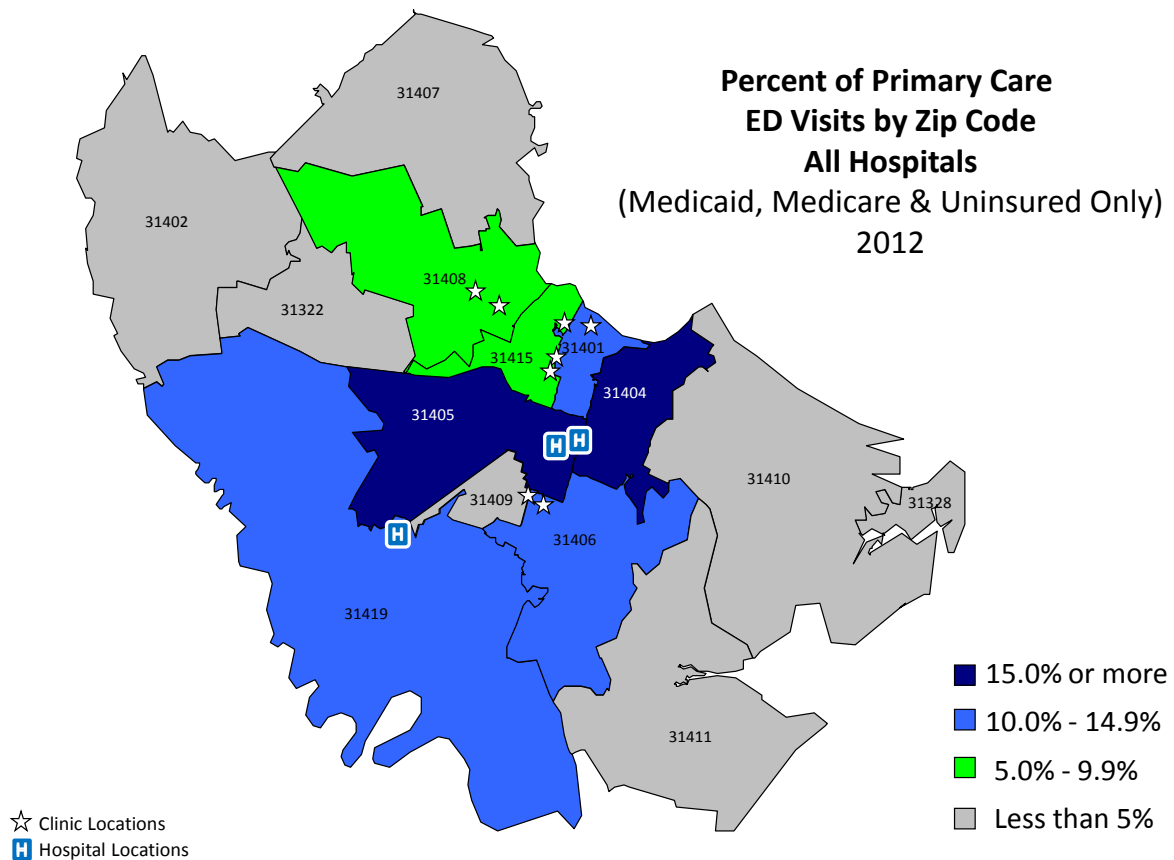 Percent of Primary Care
ED Visits by Zip Code
All Hospitals
(Medicaid, Medicare & Uninsured Only)
2012
31407
31402
31408
31322
31401
31415
31404
31405
31410
31409
31328
31406
31419
31411
15.0% or more
10.0% - 14.9%
5.0% - 9.9%
Less than 5%
H
H
H
Clinic Locations
H Hospital Locations